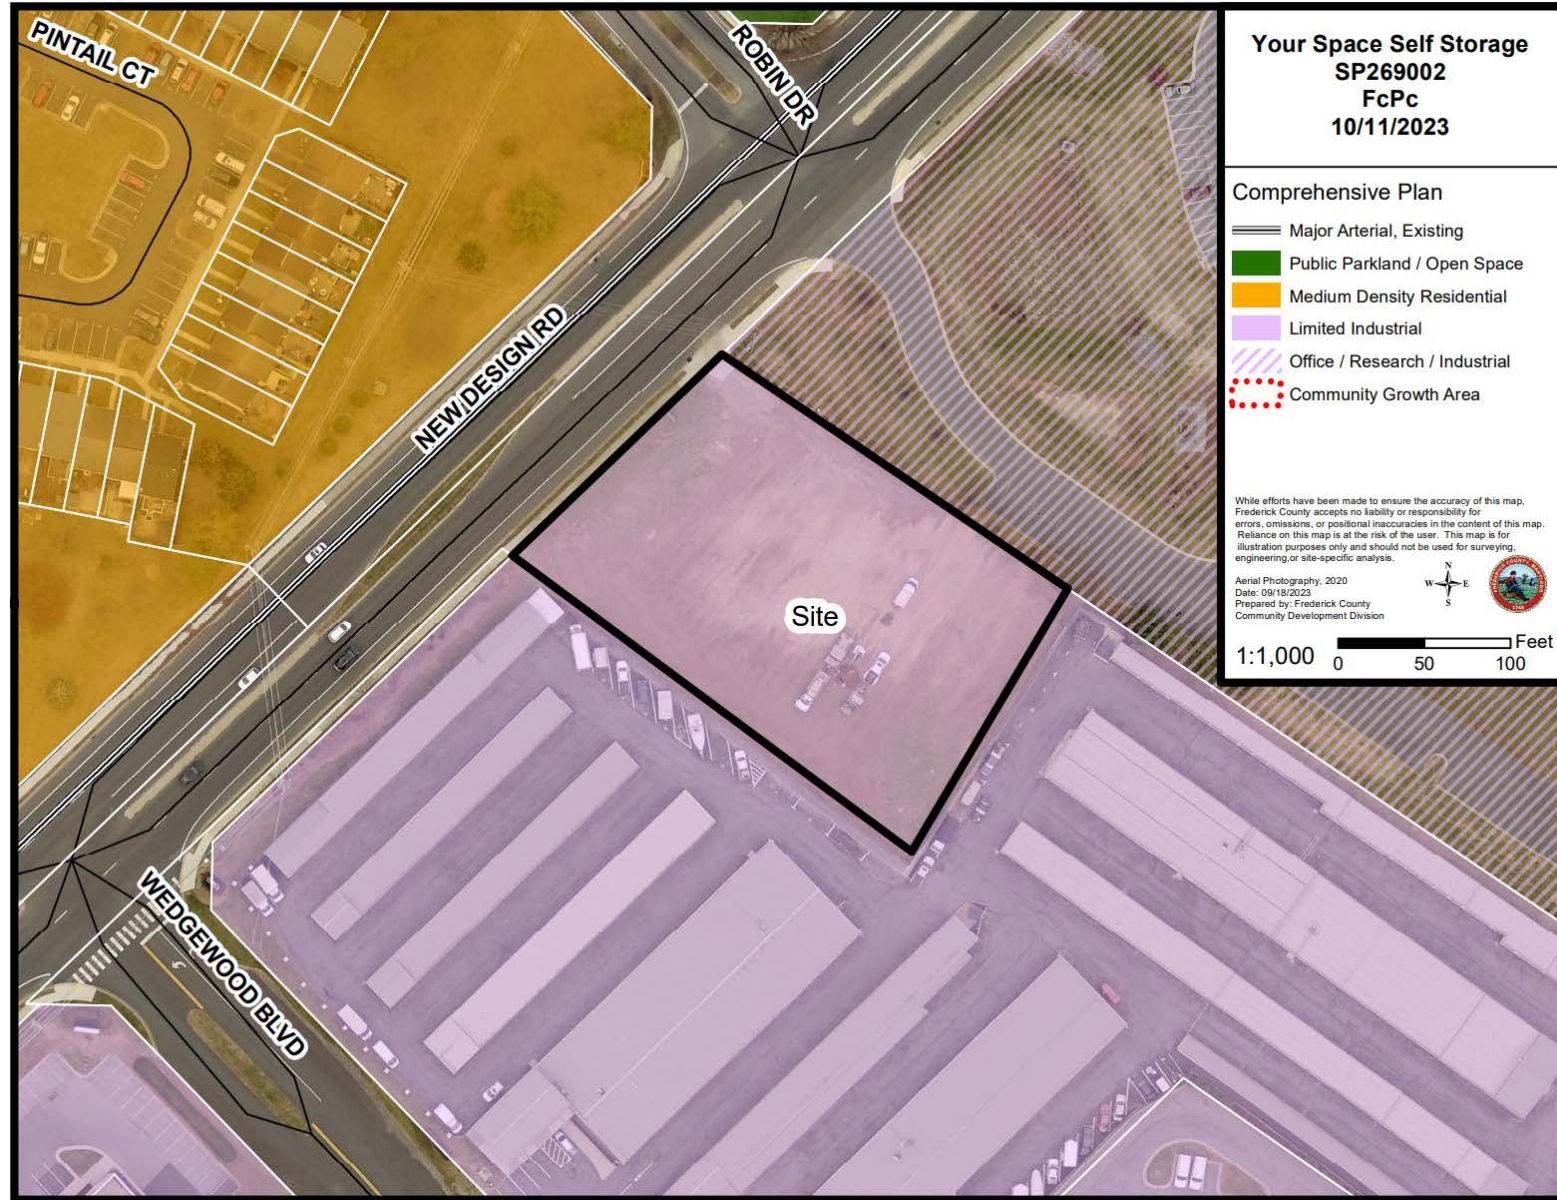 PINTAIL CT
ROBIN DR
NEW DESIGN RD
Site
WEDGEWOOD BLVD
Your Space Self Storage
SP269002
FcPc
10/11/2023
Comprehensive Plan
Major Arterial, Existing
Public Parkland / Open Space
Medium Density Residential
Limited Industrial
Office / Research / Industrial
Community Growth Area
While efforts have been made to ensure the accuracy of this map,
Frederick County accepts no liability or responsibility for
errors, omissions, or positional inaccuracies in the content of this map.
Reliance on this map is at the risk of the user. This map is for
illustration purposes only and should not be used for surveying,
engineering,or site-specific analysis.
Aerial Photography, 2020
Date: 09/18/2023
Prepared by: Frederick County
Community Development Division
N
W E
S
FREDERICK COUNTY, MARYLAND
1748
1:1,000
Feet
0 50 100